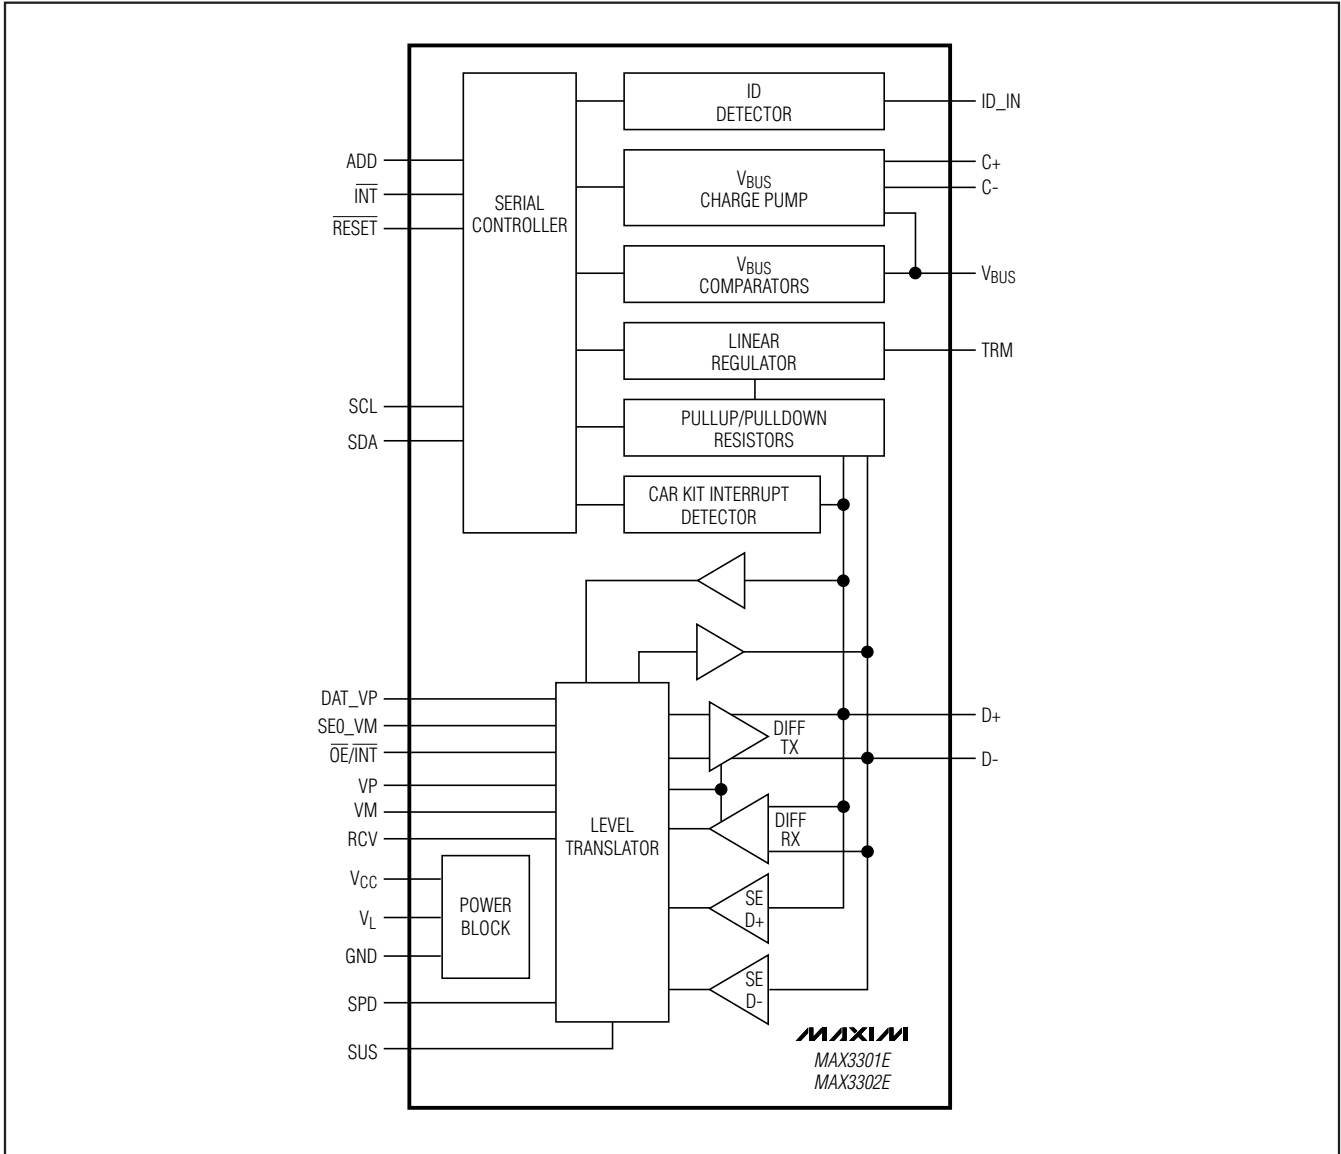 ID
DETECTOR
ID_IN
ADD
INT
RESET
SERIAL
CONTROLLER
VBUS
CHARGE PUMP
C+
C-
VBUS
COMPARATORS
VBUS
LINEAR
REGULATOR
TRM
SCL
SDA
PULLUP/PULLDOWN
RESISTORS
CAR KIT INTERRUPT
DETECTOR
DAT_VP
SE0_VM
OE/INT
VP
VM
RCV
LEVEL
TRANSLATOR
DIFF
TX
D+
D-
DIFF
RX
VCC
VL
GND
POWER
BLOCK
SE
D+
SE
D-
SPD
SUS
MAXIM
MAX3301E
MAX3302E